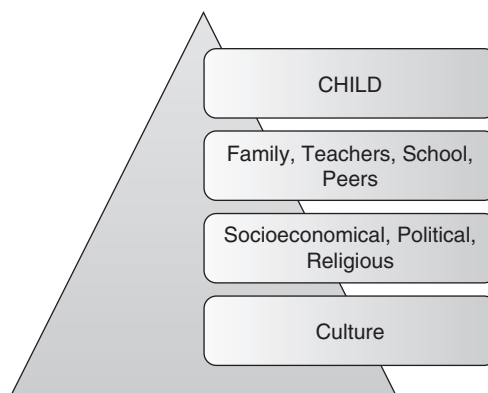 CHILD
Family, Teachers, School,
Peers
Socioeconomical, Political,
Religious
Culture